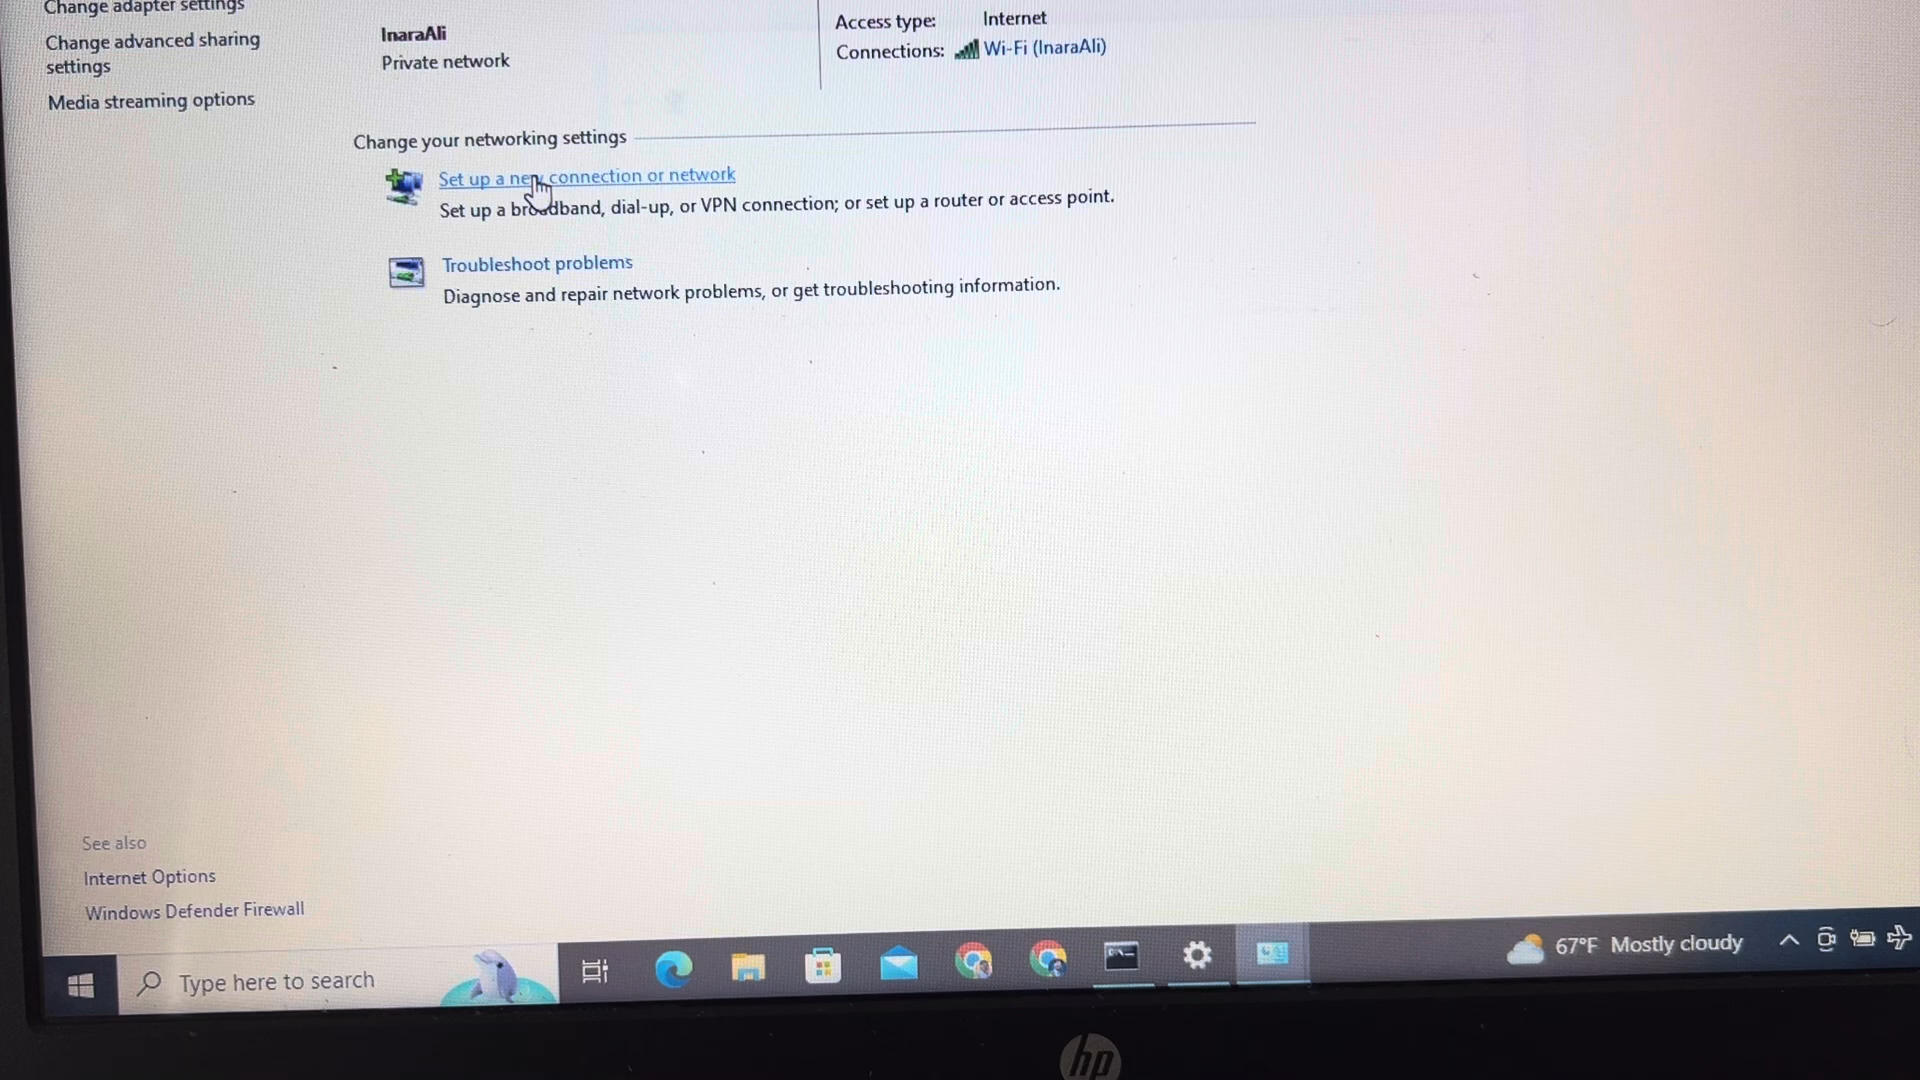 Change adapter settings
Change advanced sharing
settings
Media streaming options
InaraAli
Private network
Access type: Internet
Connections: Wi-Fi (InaraAli)
Change your networking settings
Set up a new connection or network
Set up a broadband, dial-up, or VPN connection; or set up a router or access point.
Troubleshoot problems
Diagnose and repair network problems, or get troubleshooting information.
See also
Internet Options
Windows Defender Firewall
Type here to search
67°F Mostly cloudy
hp